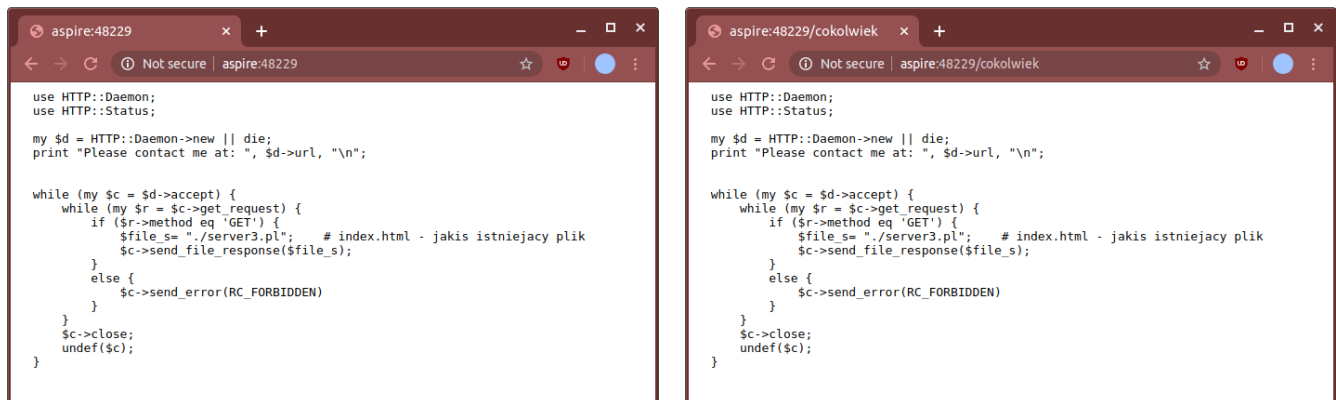 aspire:48229
Not secure | aspire:48229
use HTTP::Daemon;
use HTTP::Status;
my $d = HTTP::Daemon->new || die;
print "Please contact me at: ", $d->url, "\n";
while (my $c = $d->accept) {
    while (my $r = $c->get_request) {
        if ($r->method eq 'GET') {
            $file_s= "./server3.pl";    # index.html - jakis istniejacy plik
            $c->send_file_response($file_s);
        }
        else {
            $c->send_error(RC_FORBIDDEN)
        }
    }
    $c->close;
    undef($c);
}
aspire:48229/cokolwiek
Not secure | aspire:48229/cokolwiek
use HTTP::Daemon;
use HTTP::Status;
my $d = HTTP::Daemon->new || die;
print "Please contact me at: ", $d->url, "\n";
while (my $c = $d->accept) {
    while (my $r = $c->get_request) {
        if ($r->method eq 'GET') {
            $file_s= "./server3.pl";    # index.html - jakis istniejacy plik
            $c->send_file_response($file_s);
        }
        else {
            $c->send_error(RC_FORBIDDEN)
        }
    }
    $c->close;
    undef($c);
}